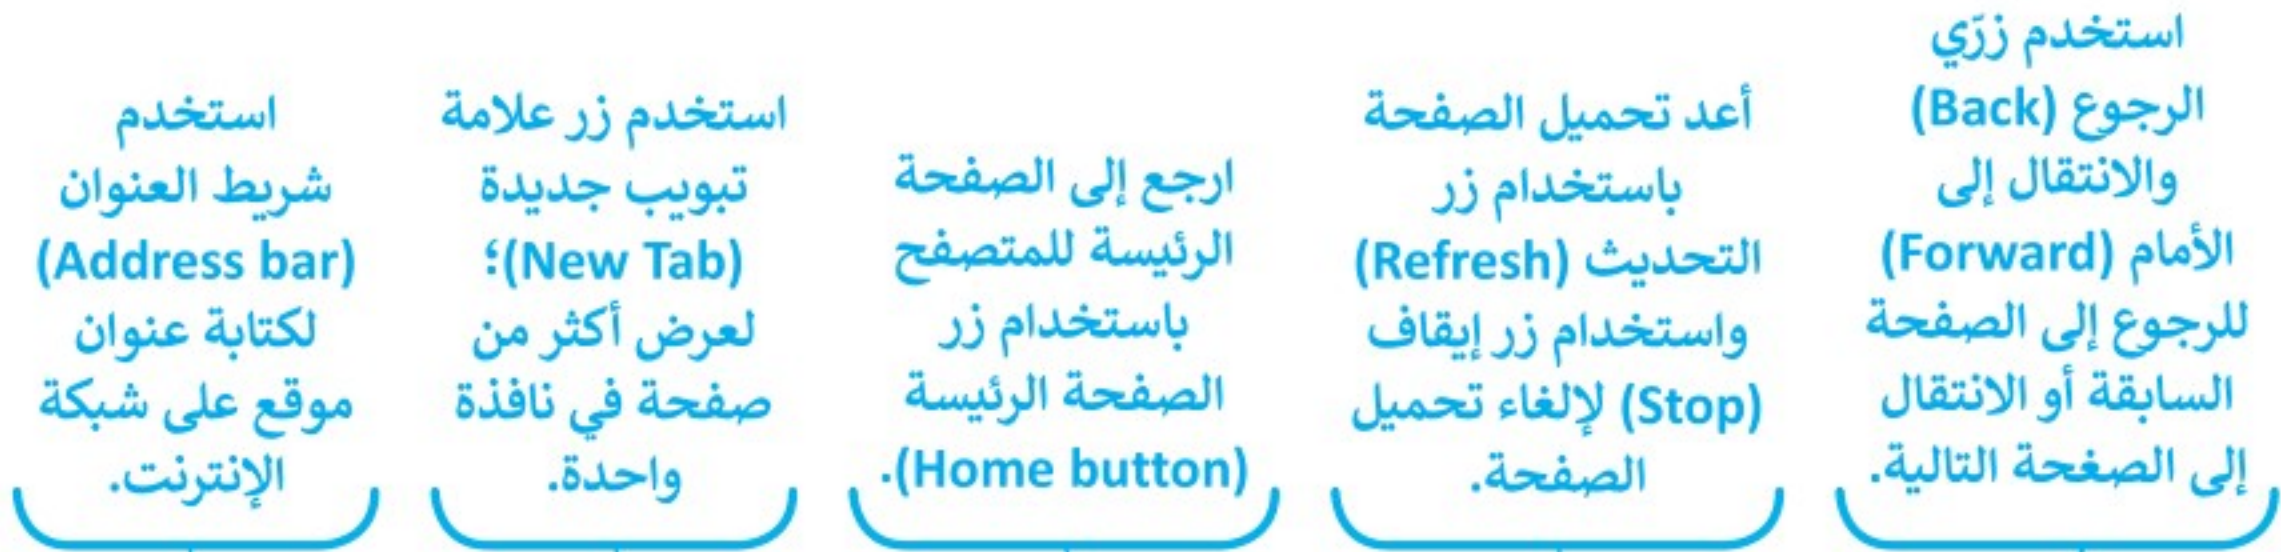 استخدم زرّي
الرجوع (Back)
والانتقال إلى
الأمام (Forward)
للرجوع إلى الصفحة
السابقة أو الانتقال
إلى الصغحة التالية.
أعد تحميل الصفحة
باستخدام زر
التحديث (Refresh)
واستخدام زر إيقاف
(Stop) لإلغاء تحميل
الصفحة.
ارجع إلى الصفحة
الرئيسة للمتصفح
باستخدام زر
الصفحة الرئيسة
(Home button).
استخدم زر علامة
تبويب جديدة
(New Tab)؛
لعرض أكثر من
صفحة في نافذة
واحدة.
استخدم
شريط العنوان
(Address bar)
لكتابة عنوان
موقع على شبكة
الإنترنت.